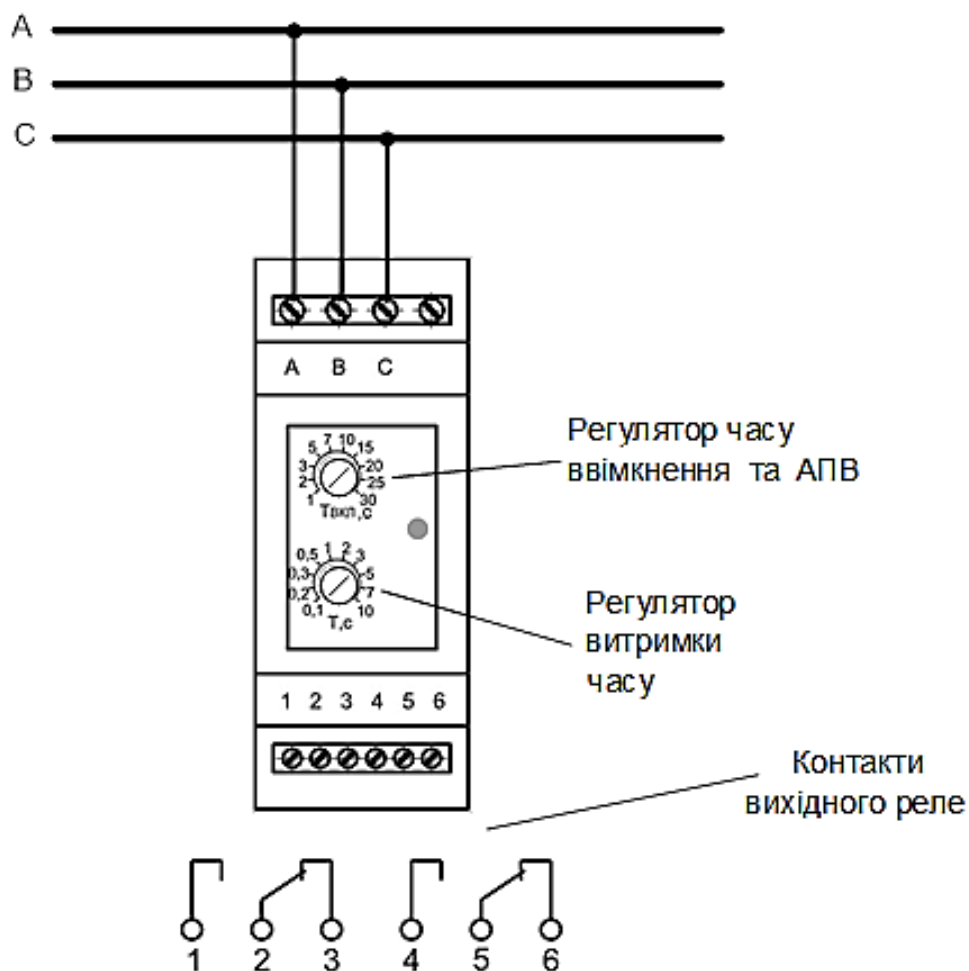 A
B
C
A B C
Регулятор часу
ввімкнення та АПВ
1 2 3 5 7 10 15 20 25 30
Tвкл,с
0,1 0,2 0,3 0,5 1 2 3 5 7 10
T,с
Регулятор
витримки
часу
1 2 3 4 5 6
Контакти
вихідного реле
1 2 3 4 5 6